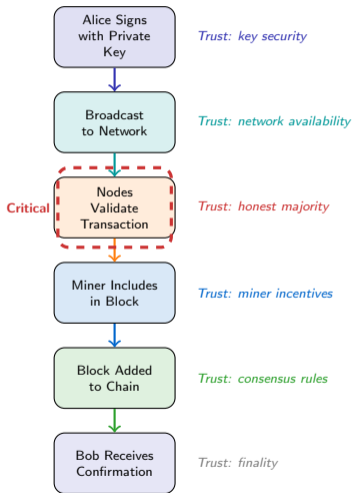 Alice Signs
with Private
Key
Trust: key security
Broadcast
to Network
Trust: network availability
Critical
Nodes
Validate
Transaction
Trust: honest majority
Miner Includes
in Block
Trust: miner incentives
Block Added
to Chain
Trust: consensus rules
Bob Receives
Confirmation
Trust: finality